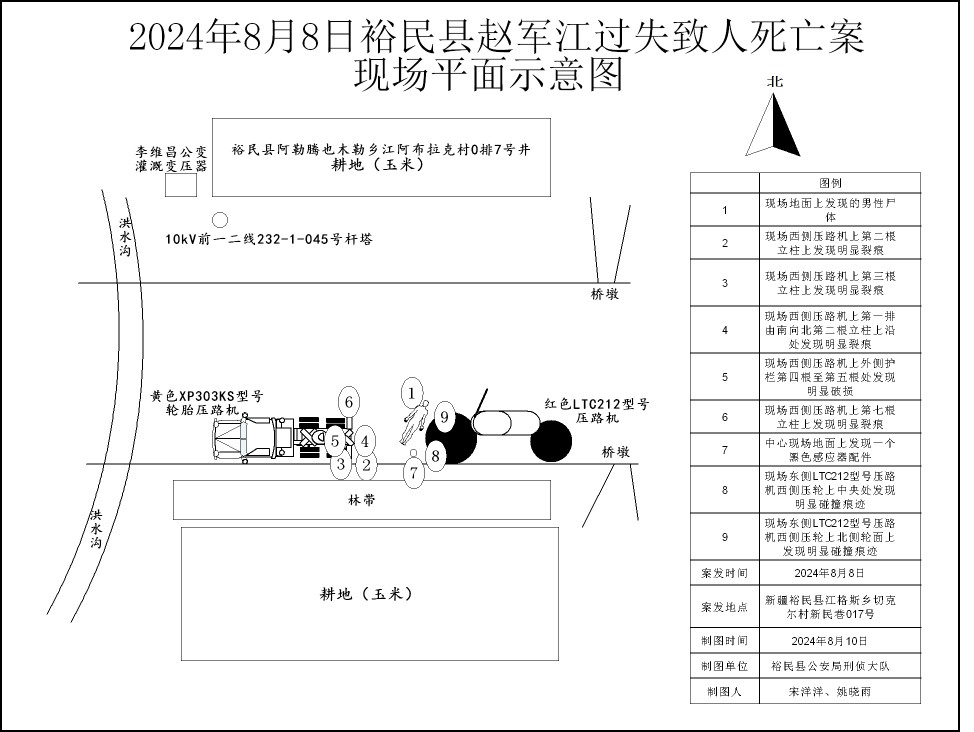 2024年8月8日裕民县赵军江过失致人死亡案
现场平面示意图
北
李维昌公变
灌溉变压器
裕民县阿勒腾也木勒乡江阿布拉克村0排7号井
耕地（玉米）
洪水沟
10kV前一二线232-1-045号杆塔
桥墩
黄色XP303KS型号
轮胎压路机
6
1
9
5
4
3
2
8
7
红色LTC212型号
压路机
桥墩
林带
洪水沟
耕地（玉米）
图例
1
现场地面上发现的男性尸
体
2
现场西侧压路机上第二根
立柱上发现明显裂痕
3
现场西侧压路机上第三根
立柱上发现明显裂痕
4
现场西侧压路机上第一排
由南向北第二根立柱上沿
处发现明显裂痕
5
现场西侧压路机上外侧护
栏第四根至第五根处发现
明显破损
6
现场西侧压路机上第七根
立柱上发现明显裂痕
7
中心现场地面上发现一个
黑色感应器配件
8
现场东侧LTC212型号压路
机西侧压轮上中央处发现
明显碰撞痕迹
9
现场东侧LTC212型号压路
机西侧压轮上北侧轮面上
发现明显碰撞痕迹
案发时间
2024年8月8日
案发地点
新疆裕民县江格斯乡切克
尔村新民巷017号
制图时间
2024年8月10日
制图单位
裕民县公安局刑侦大队
制图人
宋洋洋、姚晓雨